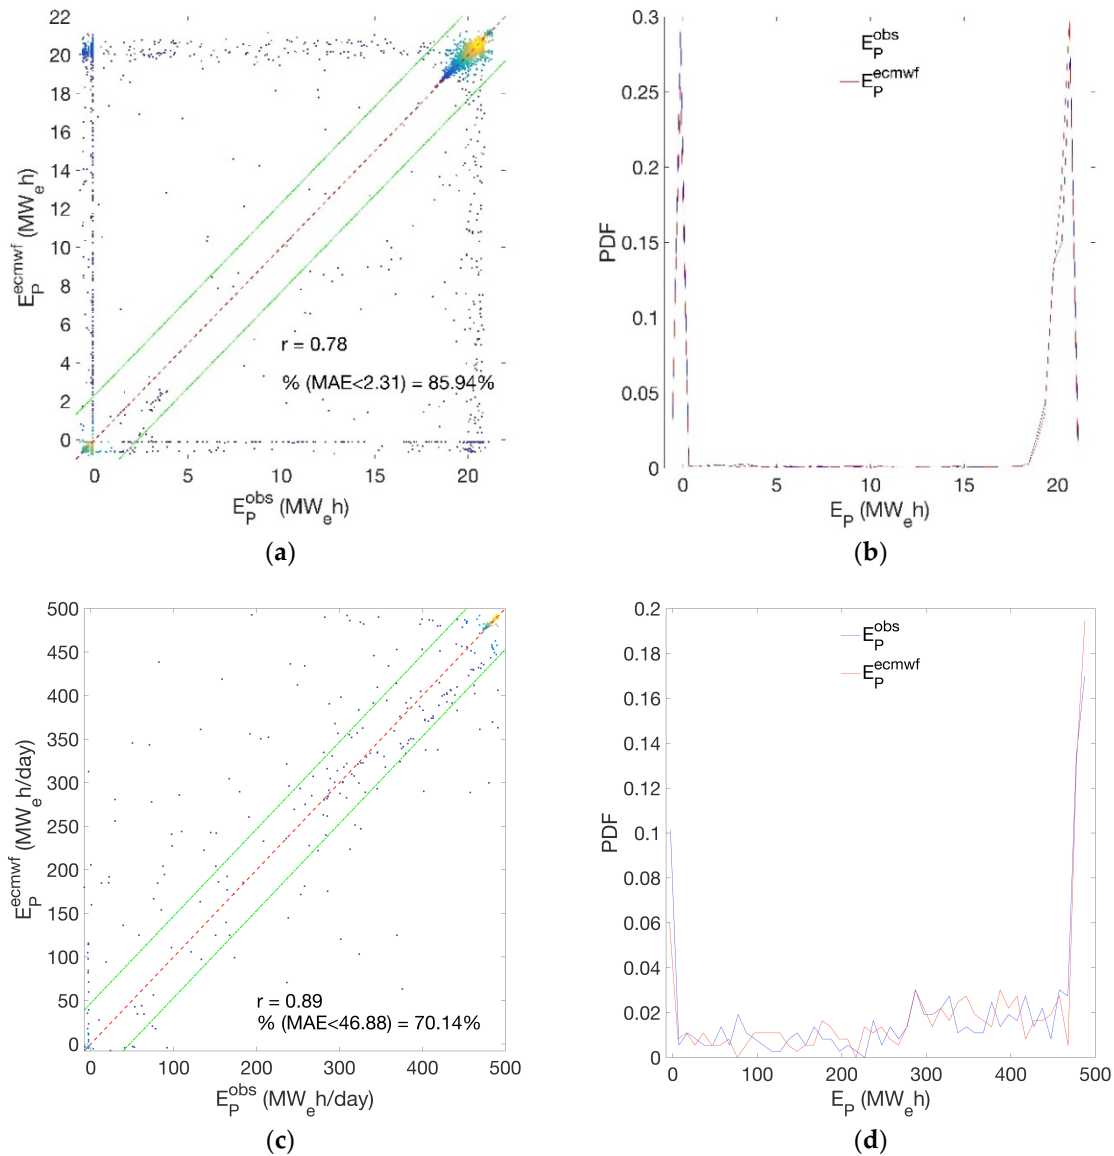 22
20
18
16
14
12
10
8
6
4
2
0
E_P^ecmwf (MW_e h)
r = 0.78
% (MAE<2.31) = 85.94%
0 5 10 15 20
E_P^obs (MW_e h)
(a)
0.3
0.25
0.2
0.15
0.1
0.05
0
PDF
E_P^obs
E_P^ecmwf
0 5 10 15 20
E_P (MW_e h)
(b)
500
450
400
350
300
250
200
150
100
50
0
E_P^ecmwf (MW_e h/day)
r = 0.89
% (MAE<46.88) = 70.14%
0 100 200 300 400 500
E_P^obs (MW_e h/day)
(c)
0.2
0.18
0.16
0.14
0.12
0.1
0.08
0.06
0.04
0.02
0
PDF
E_P^obs
E_P^ecmwf
0 100 200 300 400 500
E_P (MW_e h)
(d)